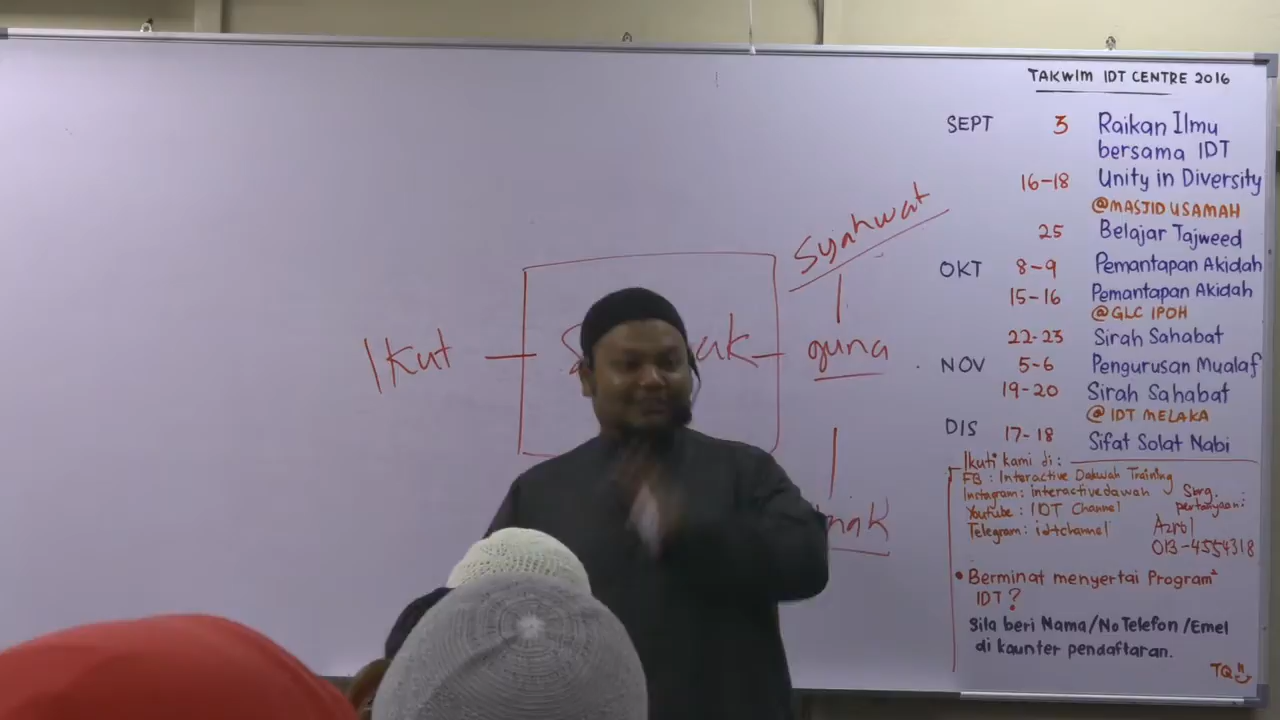 TAKWIM IDT CENTRE 2016
SEPT 3 Raikan Ilmu
bersama IDT
16-18 Unity in Diversity
@MASJID USAMAH
25 Belajar Tajweed
OKT 8-9 Pemantapan Akidah
15-16 Pemantapan Akidah
@GLC IPOH
22-23 Sirah Sahabat
NOV 5-6 Pengurusan Mualaf
19-20 Sirah Sahabat
@IDT MELAKA
DIS 17-18 Sifat Solat Nabi
Ikuti kami di:
FB: Interactive Dakwah Training
Instagram: interactivedawah
Youtube: IDT Channel
Telegram: idtchannel
Sbrg.
pertanyaan:
Azrol
013-4554318
• Berminat menyertai Program²
IDT?
Sila beri Nama/No Telefon/Emel
di kaunter pendaftaran.
TQ
Syahwat
Ikut
guna